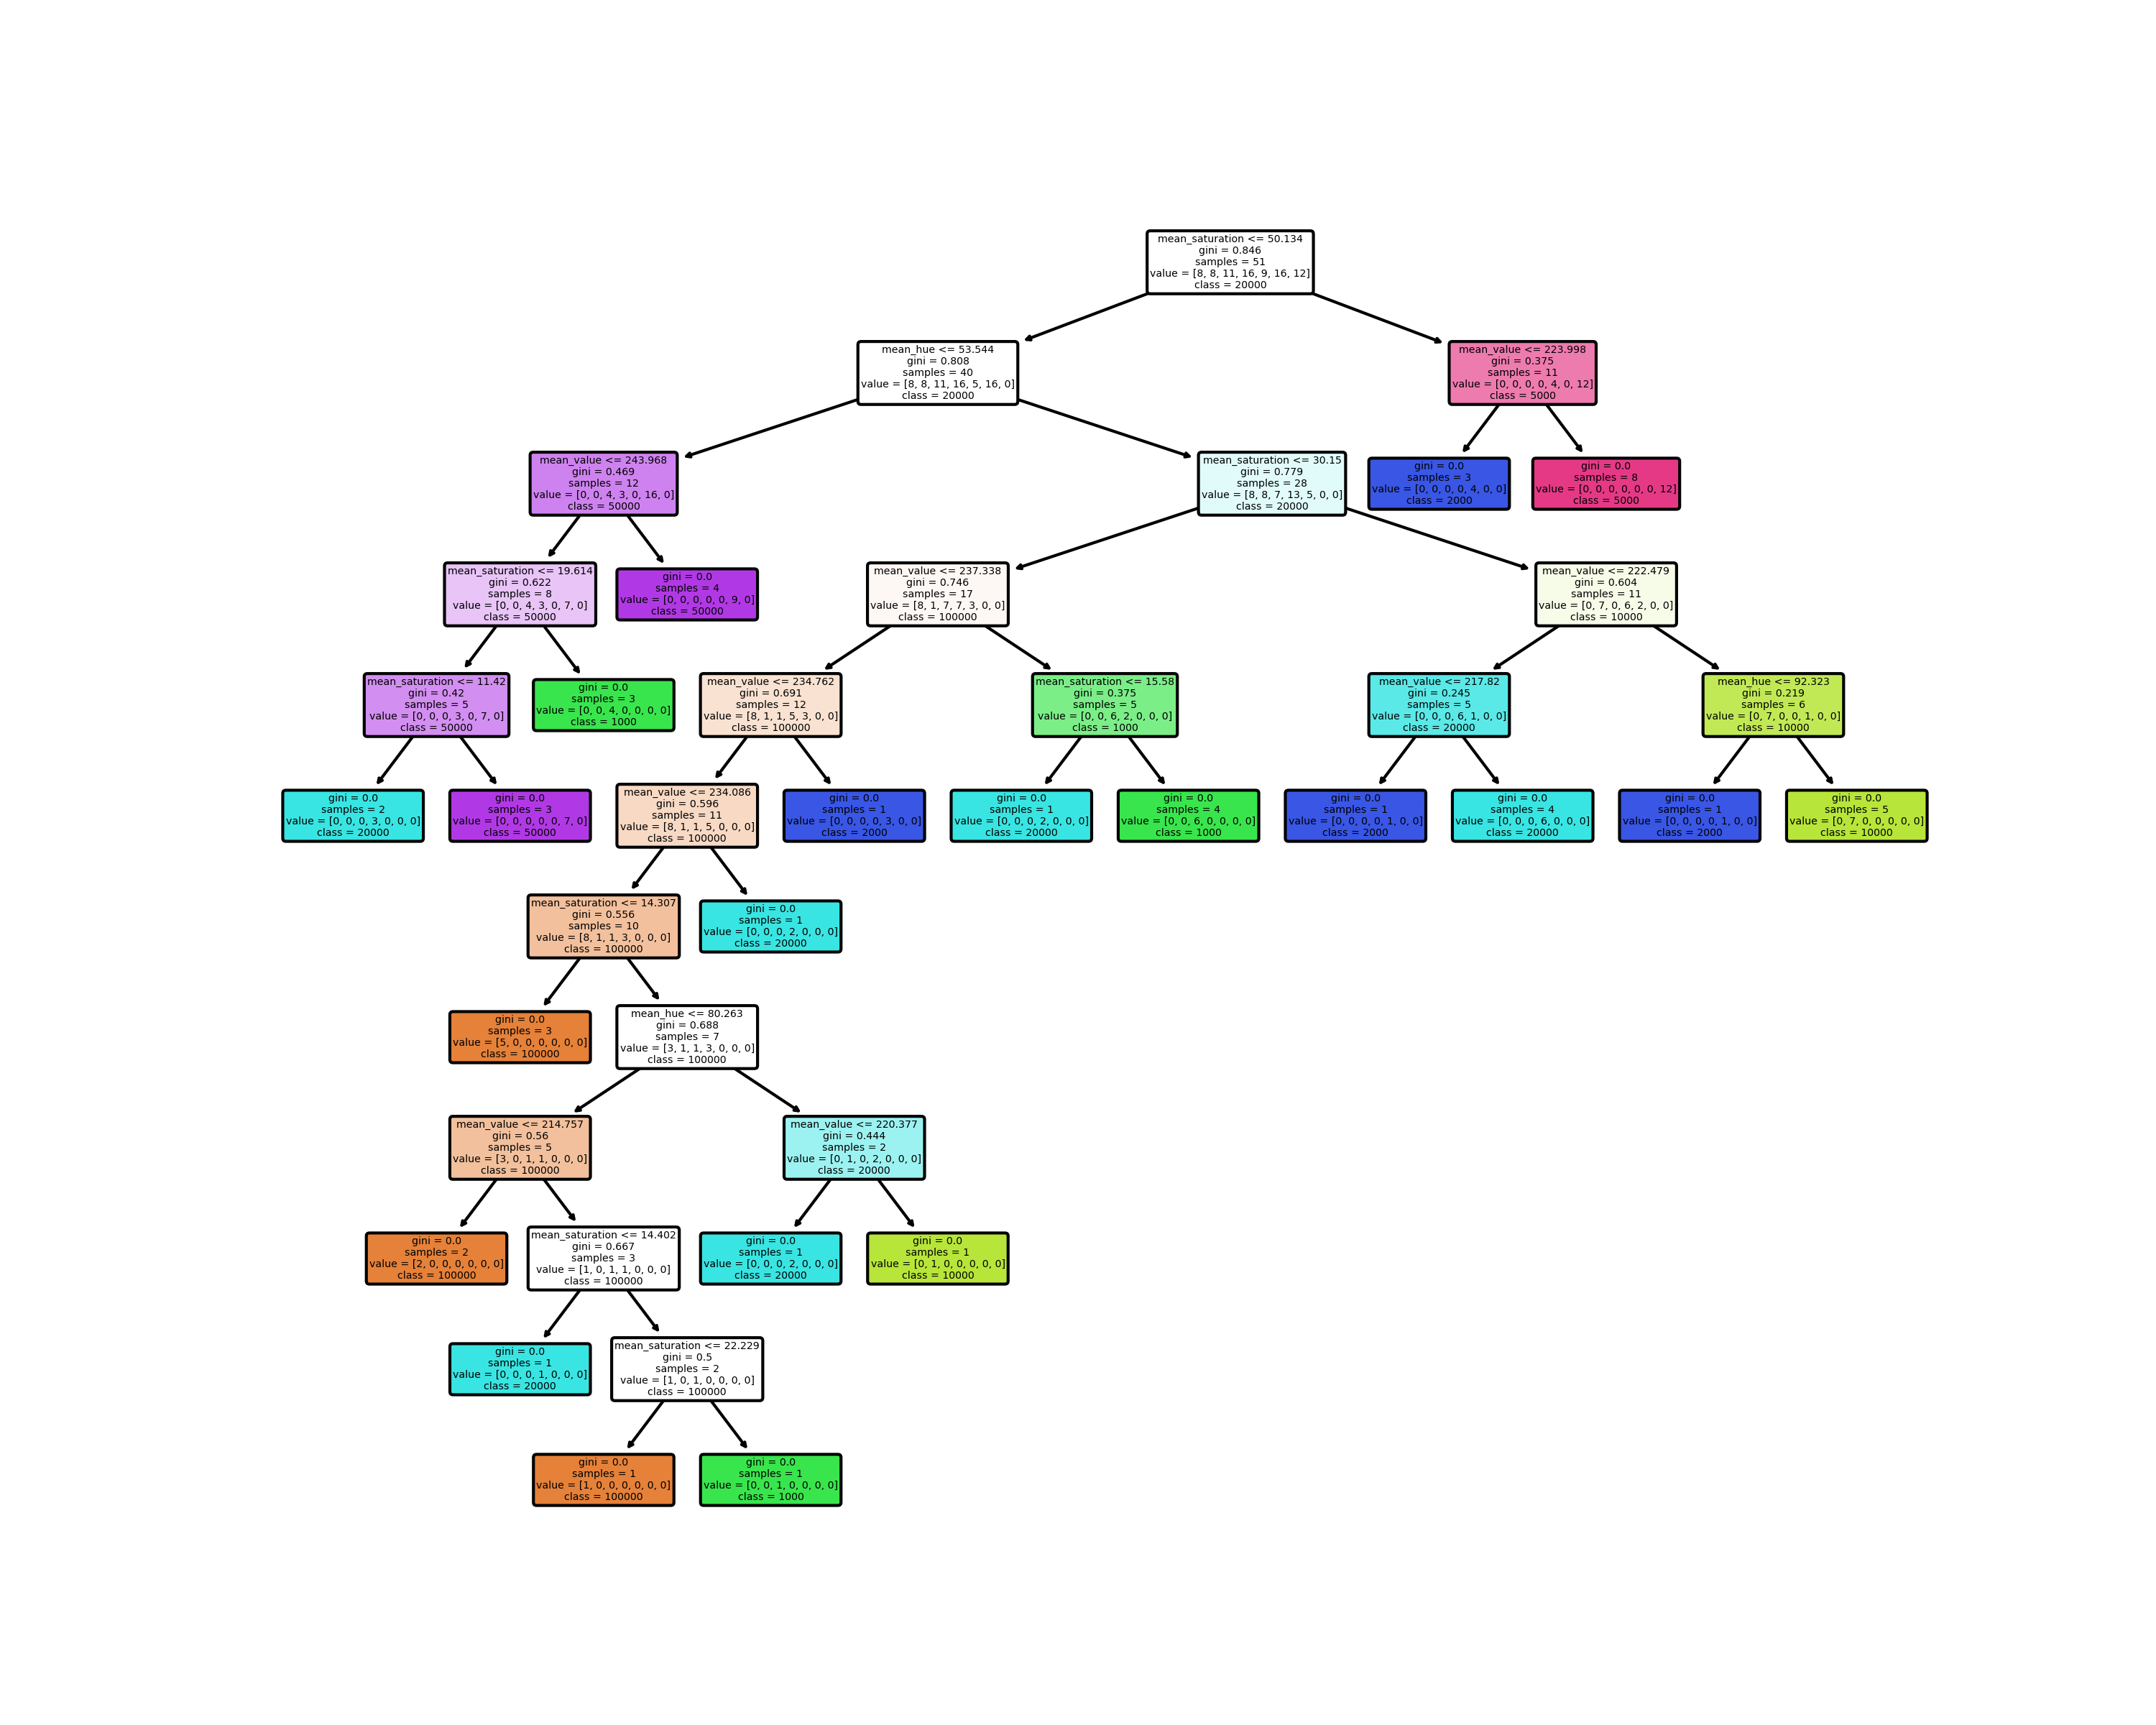 mean_saturation <= 50.134
gini = 0.846
samples = 51
value = [8, 8, 11, 16, 9, 16, 12]
class = 20000
mean_hue <= 53.544
gini = 0.808
samples = 40
value = [8, 8, 11, 16, 5, 16, 0]
class = 20000
mean_value <= 223.998
gini = 0.375
samples = 11
value = [0, 0, 0, 0, 4, 0, 12]
class = 5000
mean_value <= 243.968
gini = 0.469
samples = 12
value = [0, 0, 4, 3, 0, 16, 0]
class = 50000
mean_saturation <= 30.15
gini = 0.779
samples = 28
value = [8, 8, 7, 13, 5, 0, 0]
class = 20000
gini = 0.0
samples = 3
value = [0, 0, 0, 0, 4, 0, 0]
class = 2000
gini = 0.0
samples = 8
value = [0, 0, 0, 0, 0, 0, 12]
class = 5000
mean_saturation <= 19.614
gini = 0.622
samples = 8
value = [0, 0, 4, 3, 0, 7, 0]
class = 50000
gini = 0.0
samples = 4
value = [0, 0, 0, 0, 0, 9, 0]
class = 50000
mean_value <= 237.338
gini = 0.746
samples = 17
value = [8, 1, 7, 7, 3, 0, 0]
class = 100000
mean_value <= 222.479
gini = 0.604
samples = 11
value = [0, 7, 0, 6, 2, 0, 0]
class = 10000
mean_saturation <= 11.42
gini = 0.42
samples = 5
value = [0, 0, 0, 3, 0, 7, 0]
class = 50000
gini = 0.0
samples = 3
value = [0, 0, 4, 0, 0, 0, 0]
class = 1000
mean_value <= 234.762
gini = 0.691
samples = 12
value = [8, 1, 1, 5, 3, 0, 0]
class = 100000
mean_saturation <= 15.58
gini = 0.375
samples = 5
value = [0, 0, 6, 2, 0, 0, 0]
class = 1000
mean_value <= 217.82
gini = 0.245
samples = 5
value = [0, 0, 0, 6, 1, 0, 0]
class = 20000
mean_hue <= 92.323
gini = 0.219
samples = 6
value = [0, 7, 0, 0, 1, 0, 0]
class = 10000
gini = 0.0
samples = 2
value = [0, 0, 0, 3, 0, 0, 0]
class = 20000
gini = 0.0
samples = 3
value = [0, 0, 0, 0, 0, 7, 0]
class = 50000
mean_value <= 234.086
gini = 0.596
samples = 11
value = [8, 1, 1, 5, 0, 0, 0]
class = 100000
gini = 0.0
samples = 1
value = [0, 0, 0, 0, 3, 0, 0]
class = 2000
gini = 0.0
samples = 1
value = [0, 0, 0, 2, 0, 0, 0]
class = 20000
gini = 0.0
samples = 4
value = [0, 0, 6, 0, 0, 0, 0]
class = 1000
gini = 0.0
samples = 1
value = [0, 0, 0, 0, 1, 0, 0]
class = 2000
gini = 0.0
samples = 4
value = [0, 0, 0, 6, 0, 0, 0]
class = 20000
gini = 0.0
samples = 1
value = [0, 0, 0, 0, 1, 0, 0]
class = 2000
gini = 0.0
samples = 5
value = [0, 7, 0, 0, 0, 0, 0]
class = 10000
mean_saturation <= 14.307
gini = 0.556
samples = 10
value = [8, 1, 1, 3, 0, 0, 0]
class = 100000
gini = 0.0
samples = 1
value = [0, 0, 0, 2, 0, 0, 0]
class = 20000
gini = 0.0
samples = 3
value = [5, 0, 0, 0, 0, 0, 0]
class = 100000
mean_hue <= 80.263
gini = 0.688
samples = 7
value = [3, 1, 1, 3, 0, 0, 0]
class = 100000
mean_value <= 214.757
gini = 0.56
samples = 5
value = [3, 0, 1, 1, 0, 0, 0]
class = 100000
mean_value <= 220.377
gini = 0.444
samples = 2
value = [0, 1, 0, 2, 0, 0, 0]
class = 20000
gini = 0.0
samples = 2
value = [2, 0, 0, 0, 0, 0, 0]
class = 100000
mean_saturation <= 14.402
gini = 0.667
samples = 3
value = [1, 0, 1, 1, 0, 0, 0]
class = 100000
gini = 0.0
samples = 1
value = [0, 0, 0, 2, 0, 0, 0]
class = 20000
gini = 0.0
samples = 1
value = [0, 1, 0, 0, 0, 0, 0]
class = 10000
gini = 0.0
samples = 1
value = [0, 0, 0, 1, 0, 0, 0]
class = 20000
mean_saturation <= 22.229
gini = 0.5
samples = 2
value = [1, 0, 1, 0, 0, 0, 0]
class = 100000
gini = 0.0
samples = 1
value = [1, 0, 0, 0, 0, 0, 0]
class = 100000
gini = 0.0
samples = 1
value = [0, 0, 1, 0, 0, 0, 0]
class = 1000